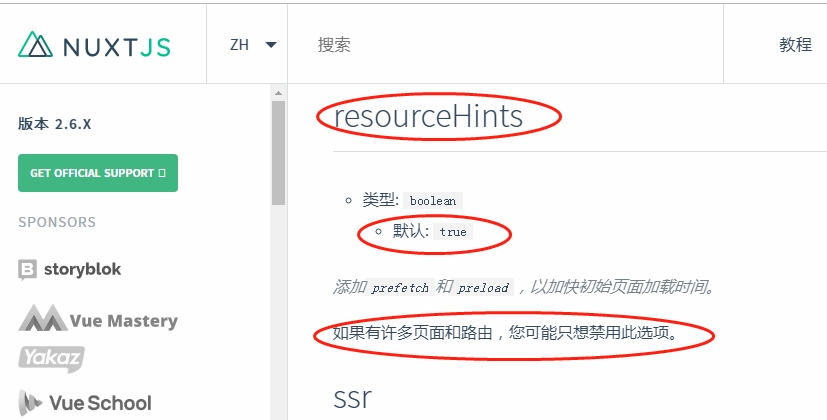 NUXTJS
ZH
搜索
教程
版本 2.6.X
GET OFFICIAL SUPPORT
SPONSORS
storyblok
Vue Mastery
Yakaz
Vue School
resourceHints
类型: boolean
默认: true
添加 prefetch 和 preload ，以加快初始页面加载时间。
如果有许多页面和路由，您可能只想禁用此选项。
ssr